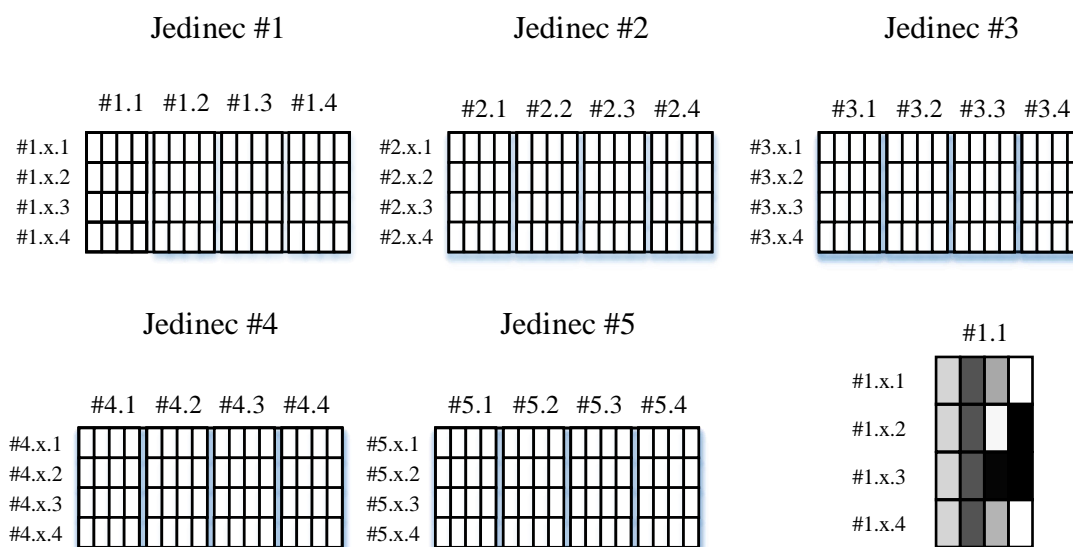 Jedinec #1
#1.1 #1.2 #1.3 #1.4
#1.x.1
#1.x.2
#1.x.3
#1.x.4
Jedinec #2
#2.1 #2.2 #2.3 #2.4
#2.x.1
#2.x.2
#2.x.3
#2.x.4
Jedinec #3
#3.1 #3.2 #3.3 #3.4
#3.x.1
#3.x.2
#3.x.3
#3.x.4
Jedinec #4
#4.1 #4.2 #4.3 #4.4
#4.x.1
#4.x.2
#4.x.3
#4.x.4
Jedinec #5
#5.1 #5.2 #5.3 #5.4
#5.x.1
#5.x.2
#5.x.3
#5.x.4
#1.1
#1.x.1
#1.x.2
#1.x.3
#1.x.4